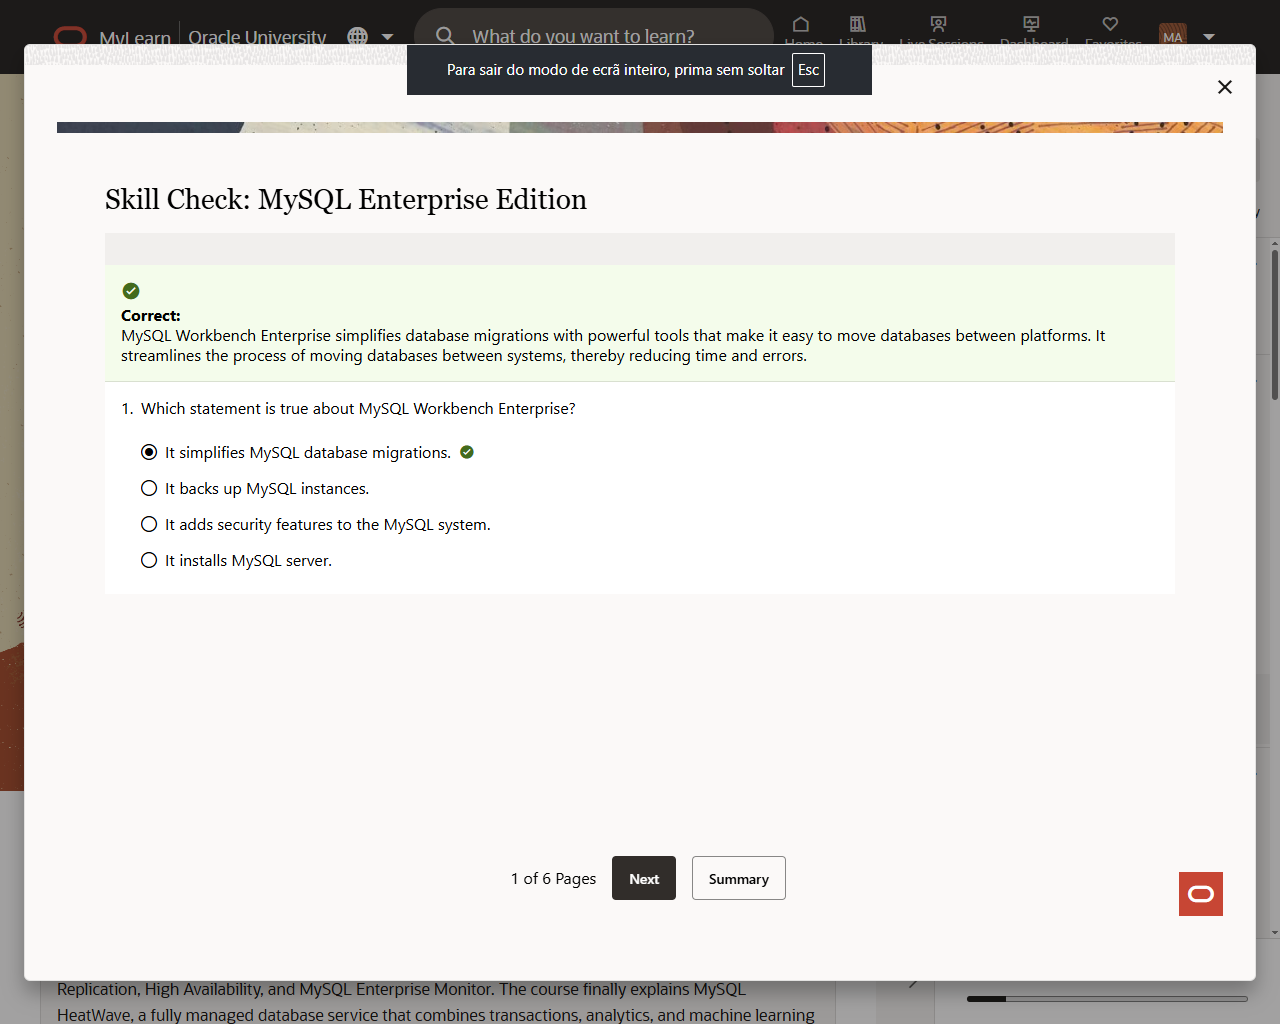 MyLearn
Oracle University
What do you want to learn?
Home
Library
Live Sessions
Dashboard
Favorites
MA
Para sair do modo de ecrã inteiro, prima sem soltar Esc
Skill Check: MySQL Enterprise Edition
Correct:
MySQL Workbench Enterprise simplifies database migrations with powerful tools that make it easy to move databases between platforms. It
streamlines the process of moving databases between systems, thereby reducing time and errors.
1. Which statement is true about MySQL Workbench Enterprise?
It simplifies MySQL database migrations.
It backs up MySQL instances.
It adds security features to the MySQL system.
It installs MySQL server.
1 of 6 Pages
Next
Summary
Replication, High Availability, and MySQL Enterprise Monitor. The course finally explains MySQL
HeatWave, a fully managed database service that combines transactions, analytics, and machine learning